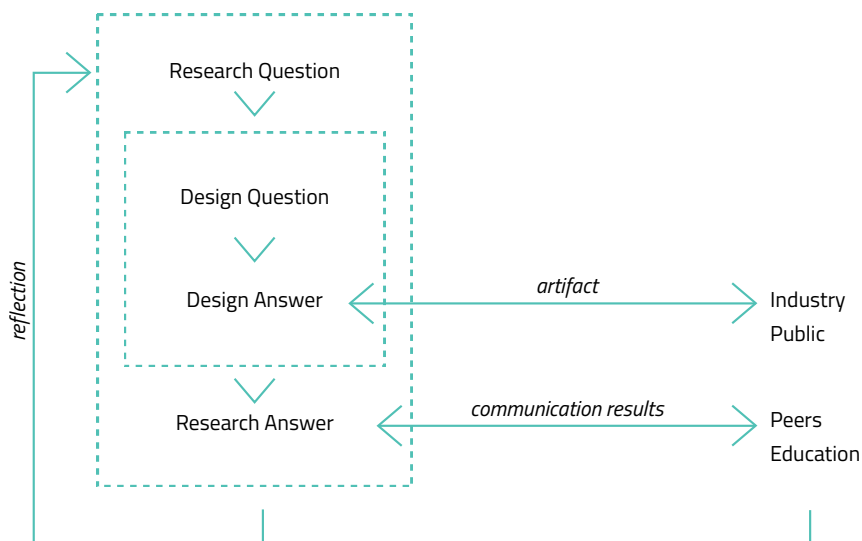 Research Question
Design Question
reflection
Design Answer
artifact
Industry
Public
Research Answer
communication results
Peers
Education